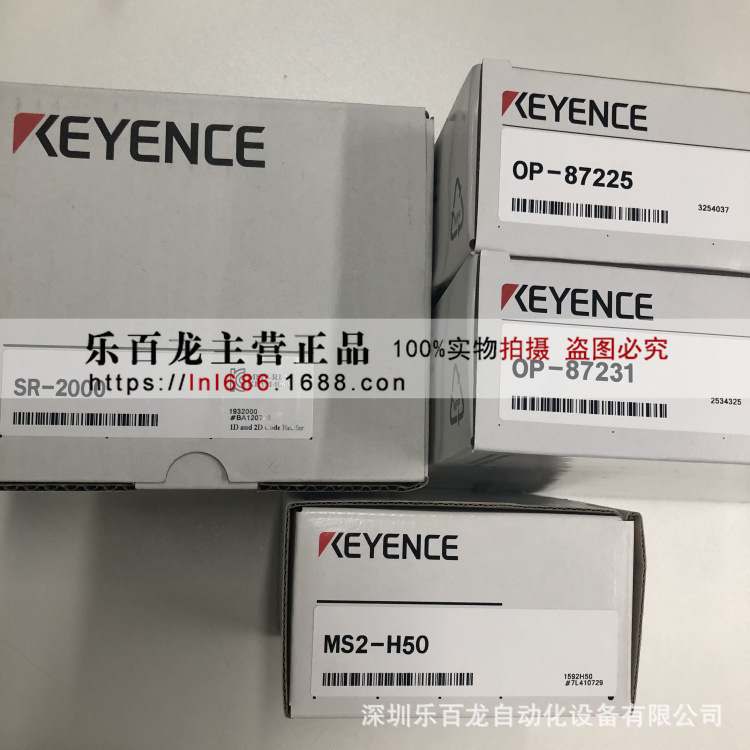 KEYENCE
SR-2000
1932000
1D and 2D Code Reader
KEYENCE
OP-87225
3254037
KEYENCE
OP-87231
2534325
KEYENCE
MS2-H50
1592H50
#7L410729
乐百龙主营正品
100%实物拍摄 盗图必究
https://lnl686.1688.com
深圳乐百龙自动化设备有限公司